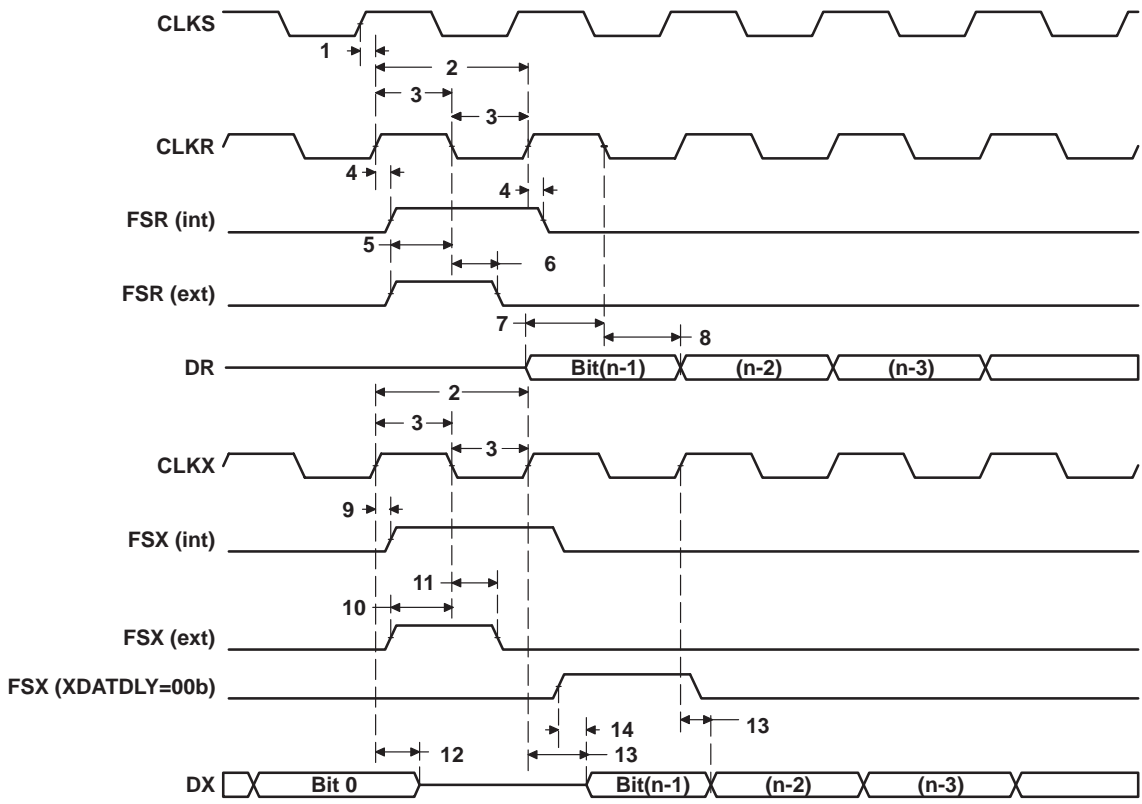 CLKS
1
2
3
3
CLKR
4
4
FSR (int)
5
6
FSR (ext)
7
8
DR Bit(n-1) (n-2) (n-3)
2
3
3
CLKX
9
FSX (int)
11
10
FSX (ext)
FSX (XDATDLY=00b)
14
13
12
13
DX Bit 0 Bit(n-1) (n-2) (n-3)